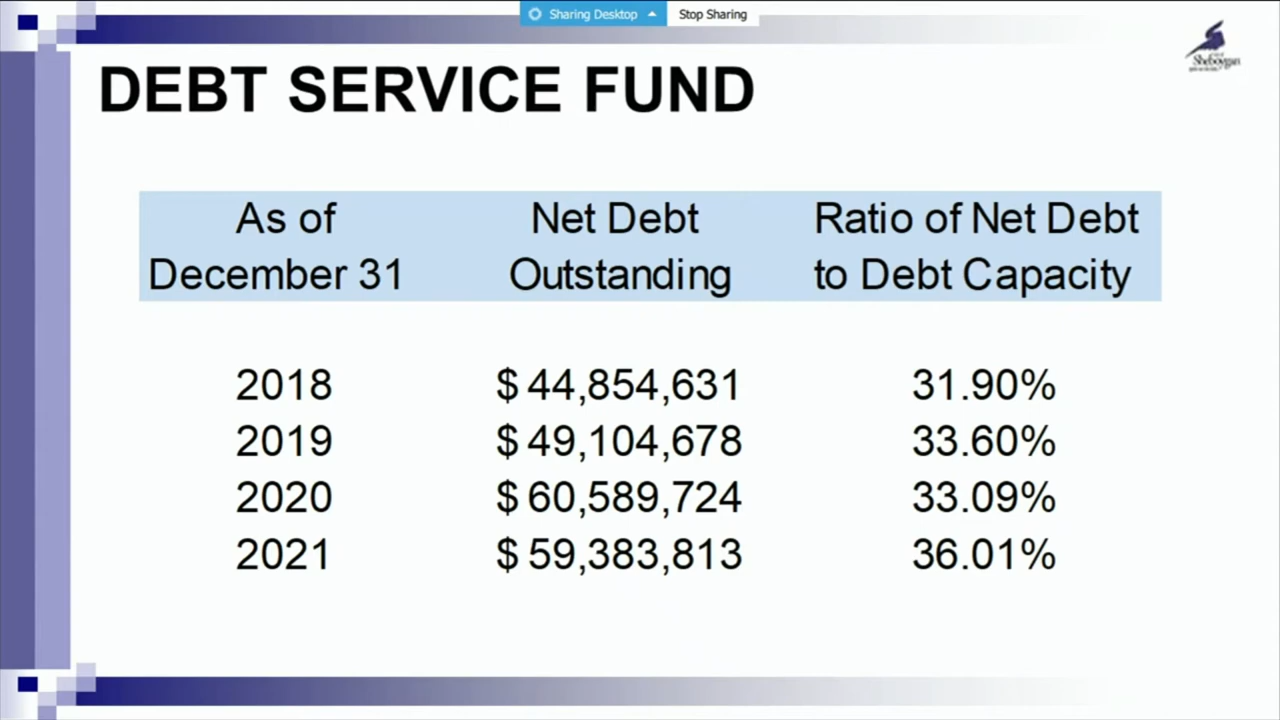 Sharing Desktop Stop Sharing
Sheboygan
DEBT SERVICE FUND
As of Net Debt Ratio of Net Debt
December 31 Outstanding to Debt Capacity
2018 $ 44,854,631 31.90%
2019 $ 49,104,678 33.60%
2020 $ 60,589,724 33.09%
2021 $ 59,383,813 36.01%